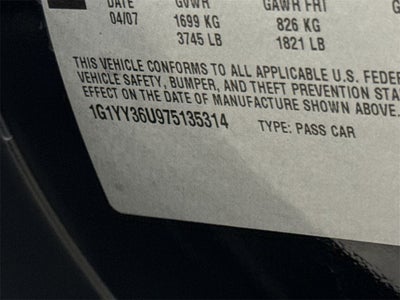 DATE GVWR GAWR FRT
04/07 1699 KG 826 KG
3745 LB 1821 LB
THIS VEHICLE CONFORMS TO ALL APPLICABLE U.S. FEDER
VEHICLE SAFETY, BUMPER, AND THEFT PREVENTION STA
EFFECT ON THE DATE OF MANUFACTURE SHOWN ABOVE.
1G1YY36U975135314 TYPE: PASS CAR